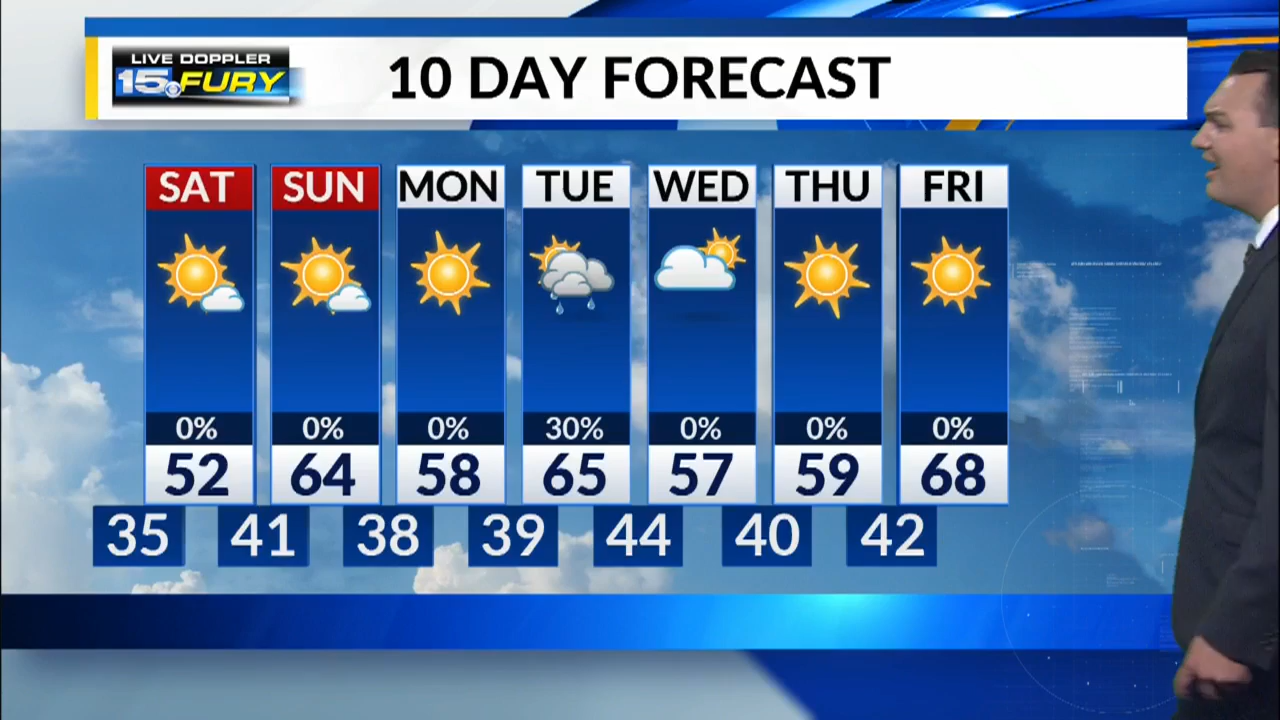 LIVE DOPPLER
15 FURY
10 DAY FORECAST
SAT SUN MON TUE WED THU FRI
0% 0% 0% 30% 0% 0% 0%
52 64 58 65 57 59 68
35 41 38 39 44 40 42